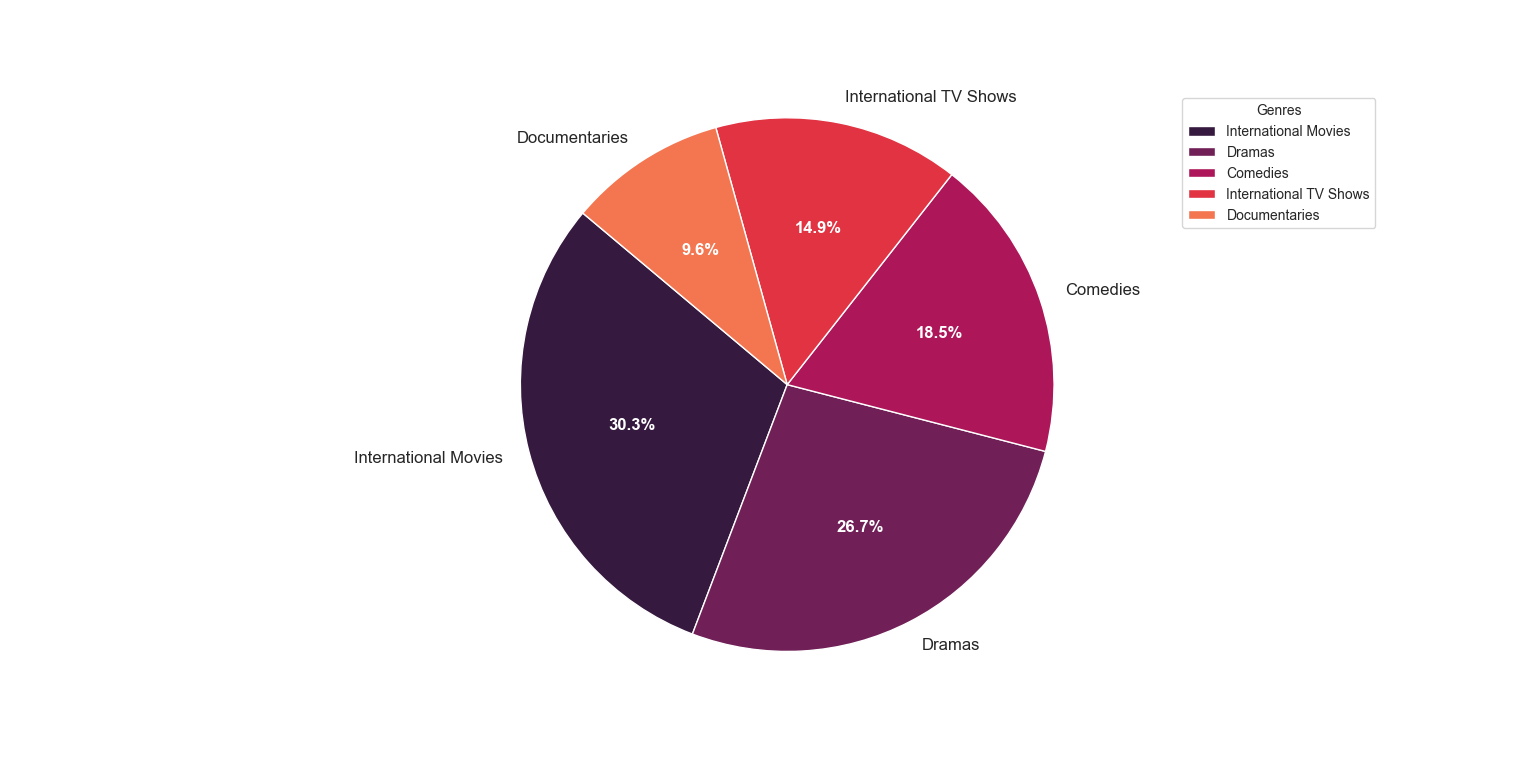 International TV Shows
Documentaries
14.9%
9.6%
Comedies
18.5%
30.3%
International Movies
26.7%
Dramas
Genres
International Movies
Dramas
Comedies
International TV Shows
Documentaries